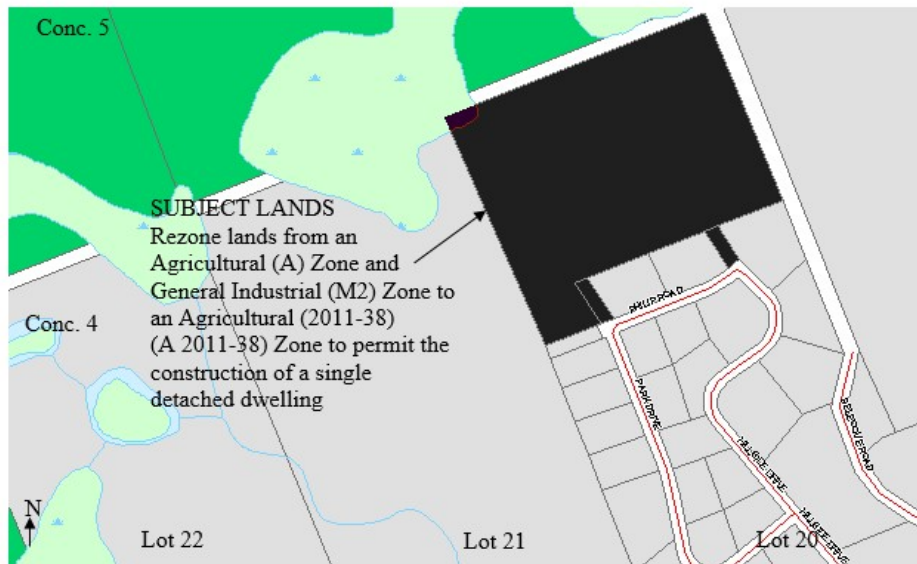 Conc. 5
SUBJECT LANDS
Rezone lands from an
Agricultural (A) Zone and
General Industrial (M2) Zone to
an Agricultural (2011-38)
(A 2011-38) Zone to permit the
construction of a single
detached dwelling
Conc. 4
PARK DRIVE
N
Lot 22
Lot 21
Lot 20